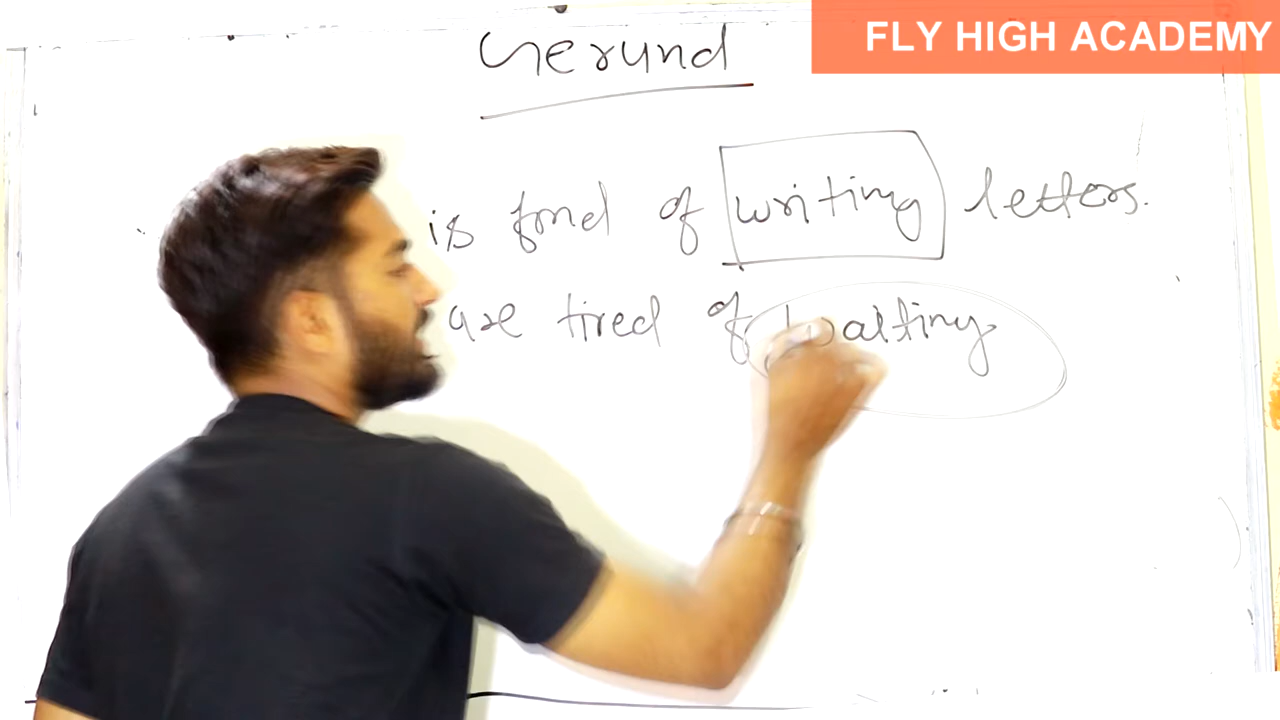 FLY HIGH ACADEMY
Gerund
is fond of writing letters.
are tired of waiting